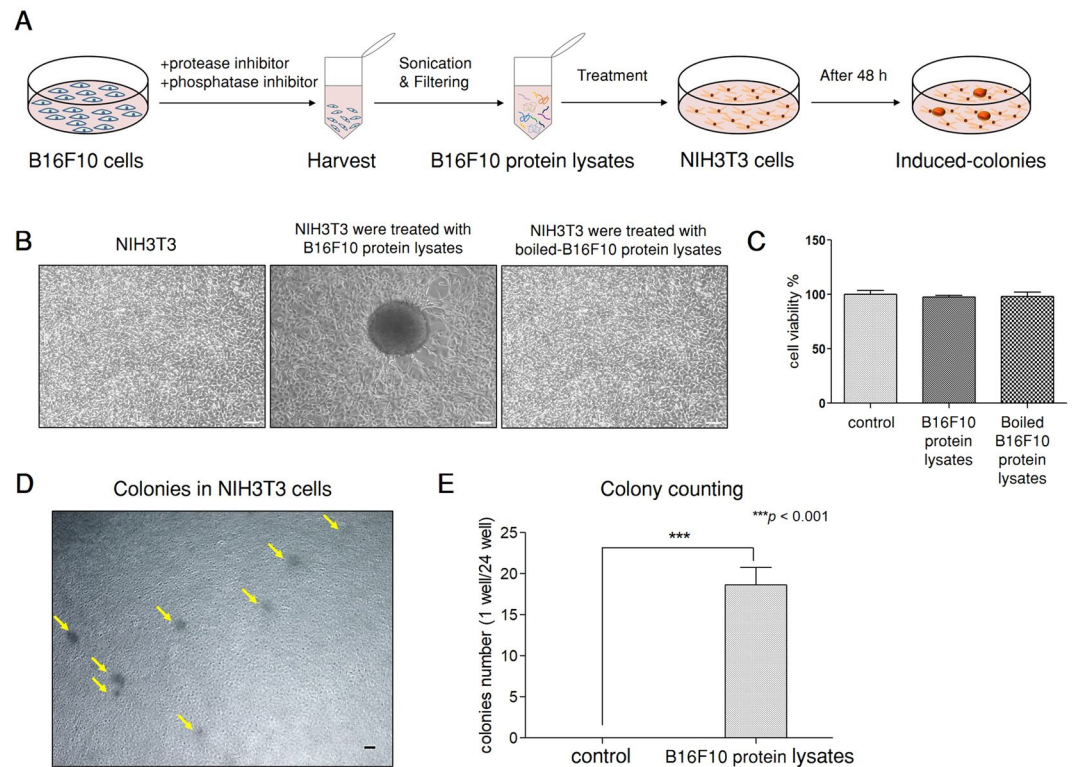 A
+protease inhibitor
+phosphatase inhibitor
Sonication
& Filtering
Treatment
After 48 h
B16F10 cells
Harvest
B16F10 protein lysates
NIH3T3 cells
Induced-colonies
B
NIH3T3
NIH3T3 were treated with
B16F10 protein lysates
NIH3T3 were treated with
boiled-B16F10 protein lysates
C
cell viability %
150
100
50
0
control
B16F10
protein
lysates
Boiled
B16F10
protein
lysates
D
Colonies in NIH3T3 cells
E
Colony counting
***p < 0.001
***
colonies number (1 well/24 well)
25
20
15
10
5
0
control
B16F10 protein lysates